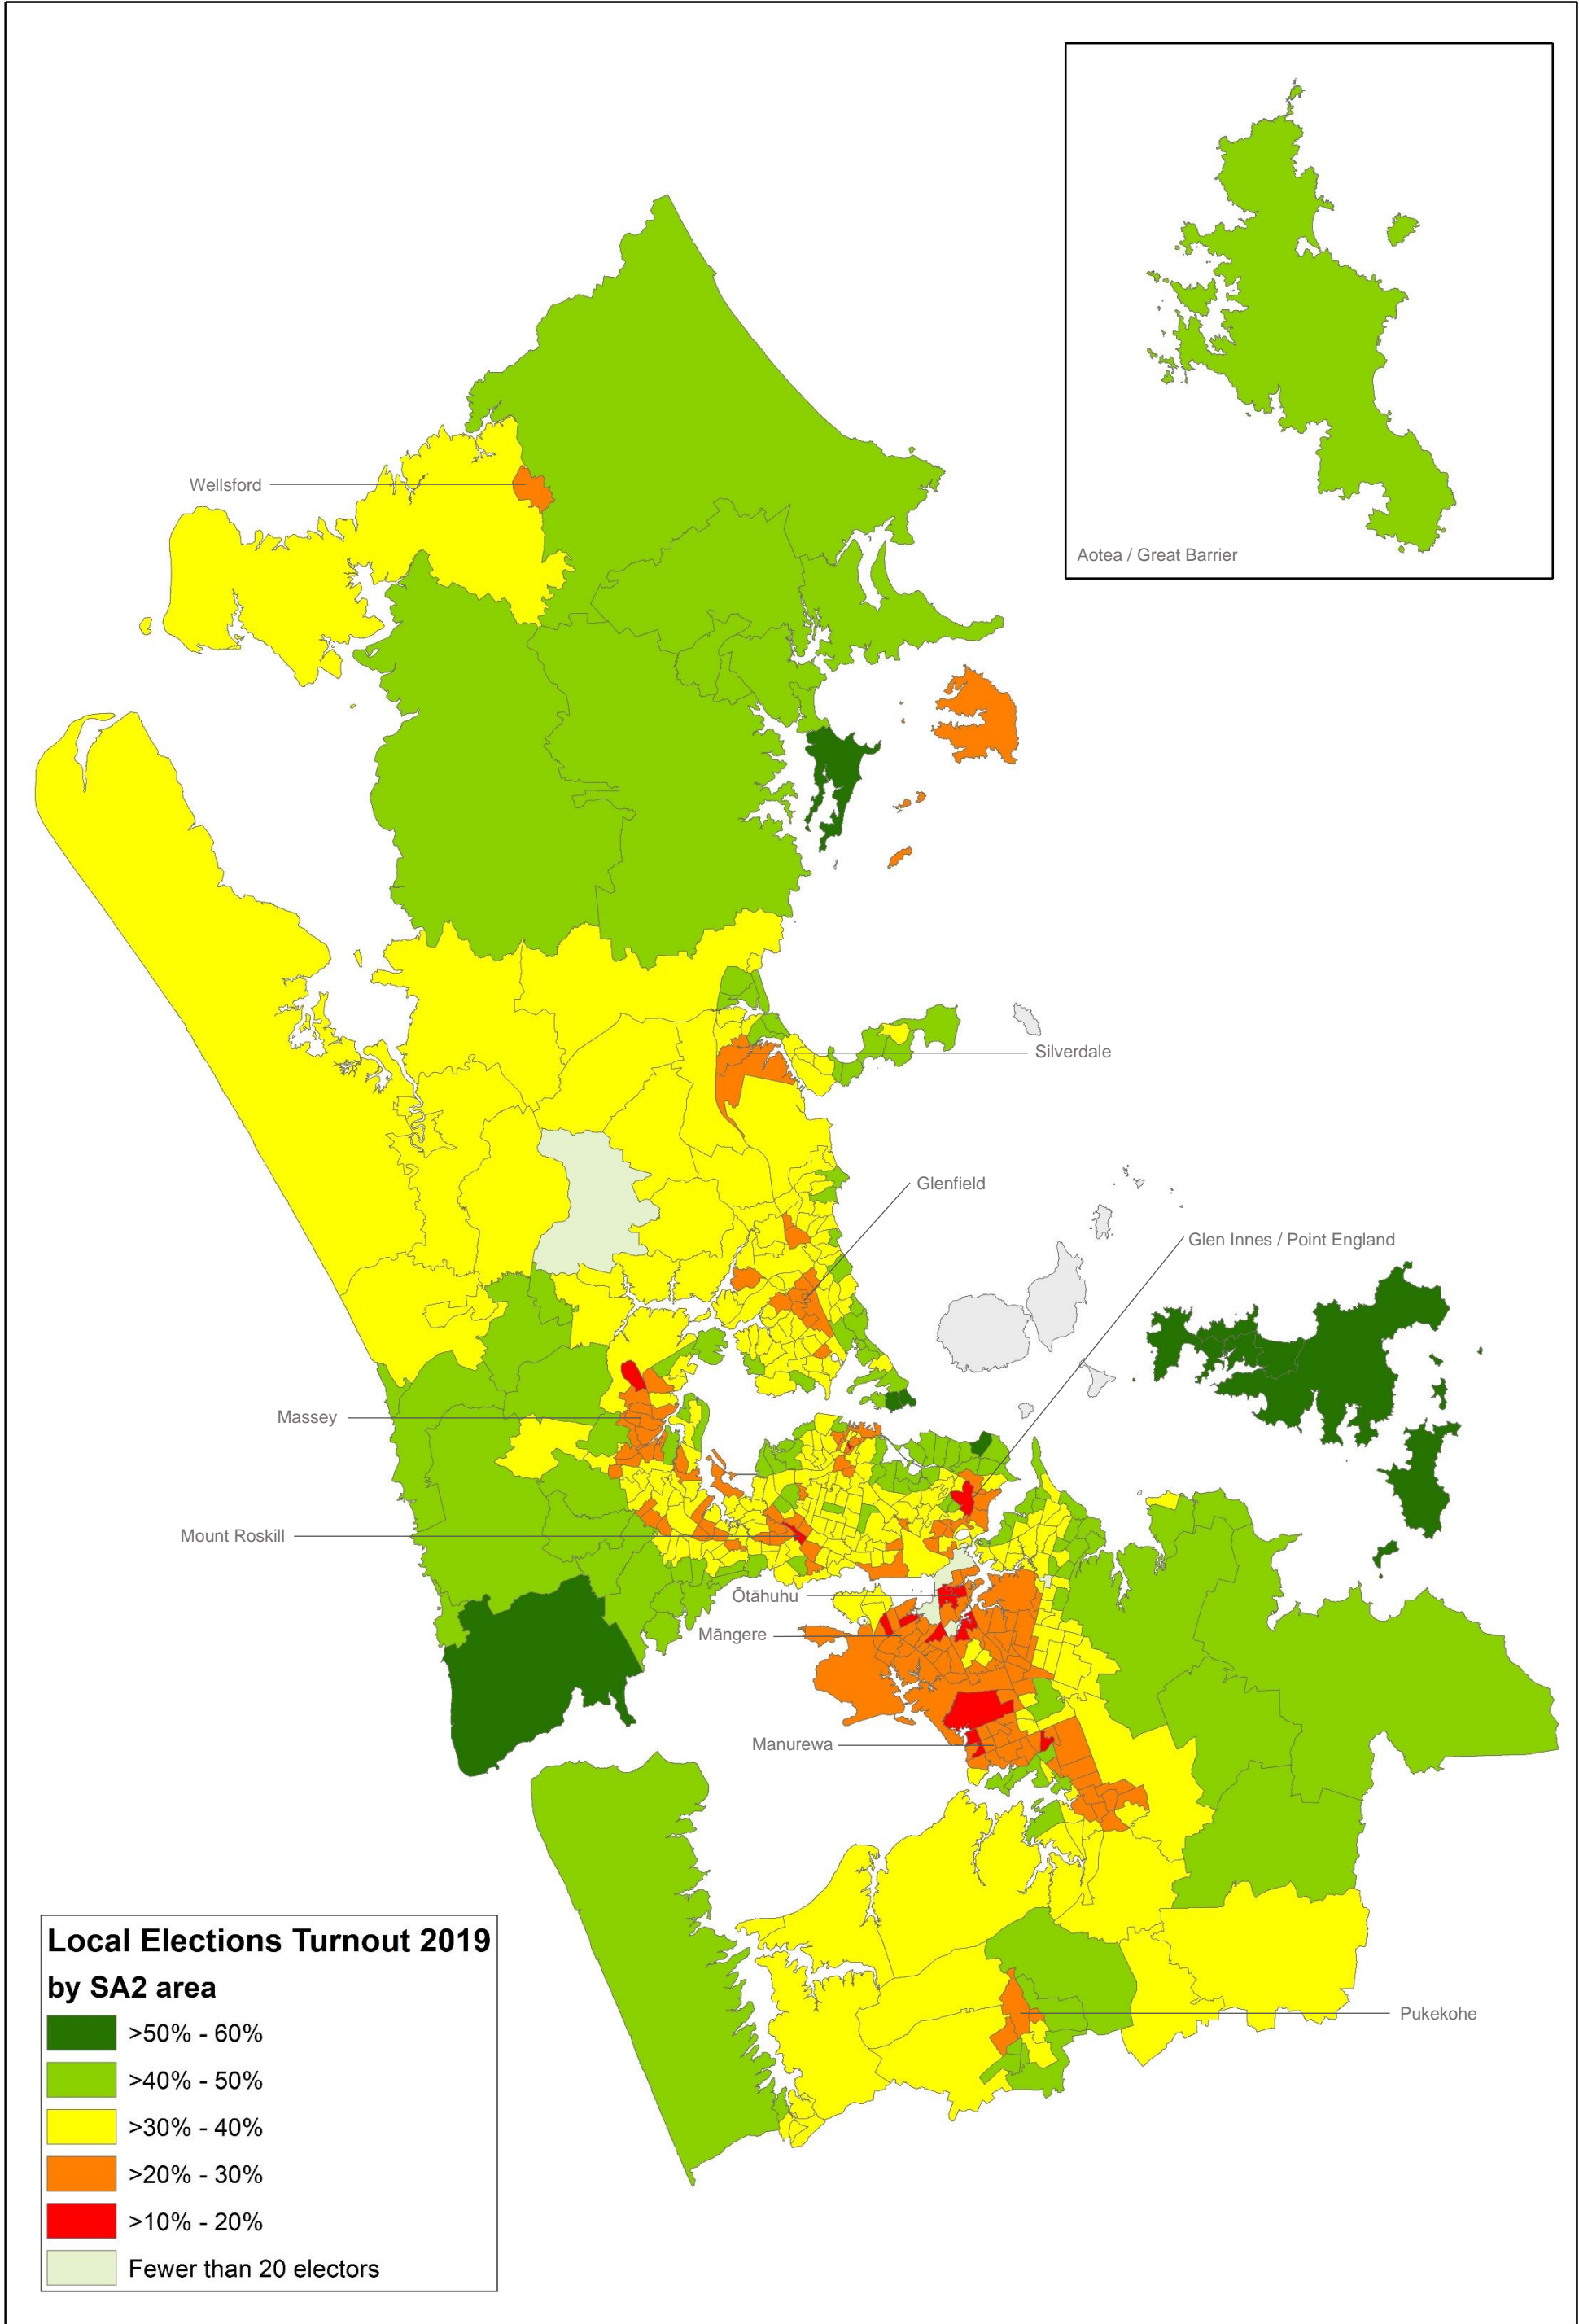 Aotea / Great Barrier
Wellsford
Silverdale
Glenfield
Glen Innes / Point England
Massey
Mount Roskill
Ōtāhuhu
Māngere
Manurewa
Pukekohe
Local Elections Turnout 2019
by SA2 area
>50% - 60%
>40% - 50%
>30% - 40%
>20% - 30%
>10% - 20%
Fewer than 20 electors